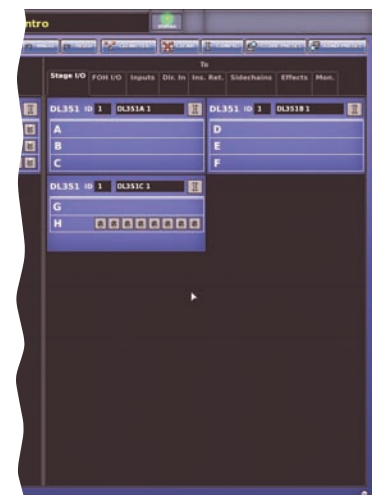 ntro
To
Stage I/O FOH I/O Inputs Dir. In Ins. Ret. Sidechains Effects Mon.
DL351 ID 1 DL351A 1 DL351 ID 1 DL351B 1
A D
B E
C F
DL351 ID 1 DL351C 1
G
H